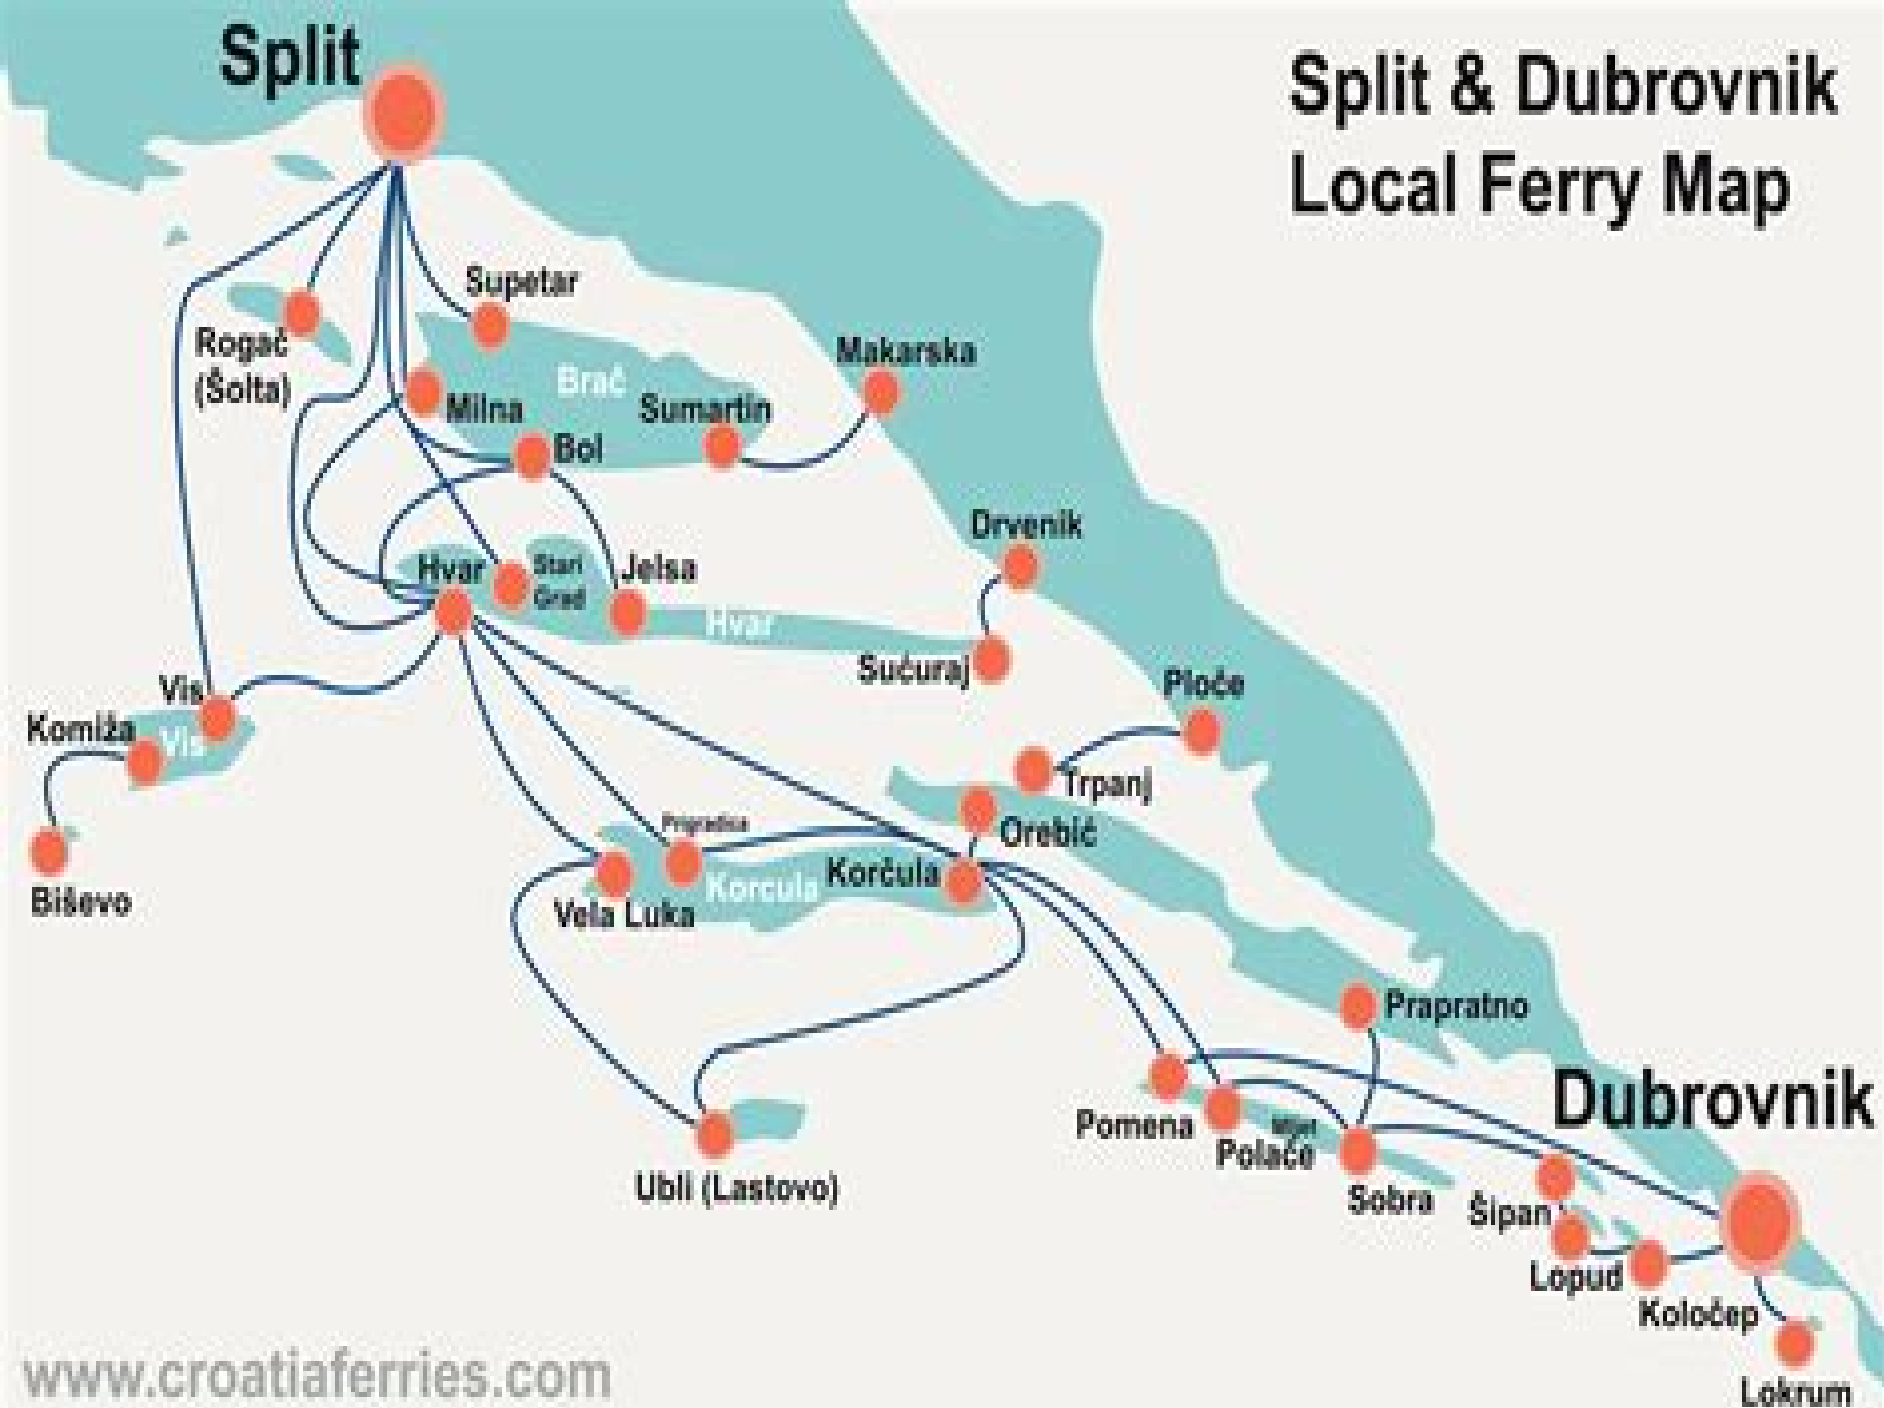 Split
Split & Dubrovnik
Local Ferry Map
Supetar
Rogač
(Šolta)
Makarska
Brač
Milna
Sumartin
Bol
Drvenik
Hvar
Stari
Grad
Jelsa
Hvar
Sućuraj
Vis
Ploče
Komiža
Vis
Trpanj
Prigradica
Orebić
Korčula
Korcula
Biševo
Vela Luka
Prapratno
Dubrovnik
Pomena
Mljet
Polače
Ubli (Lastovo)
Sobra
Šipan
Lopud
Koločep
www.croatiaferries.com
Lokrum